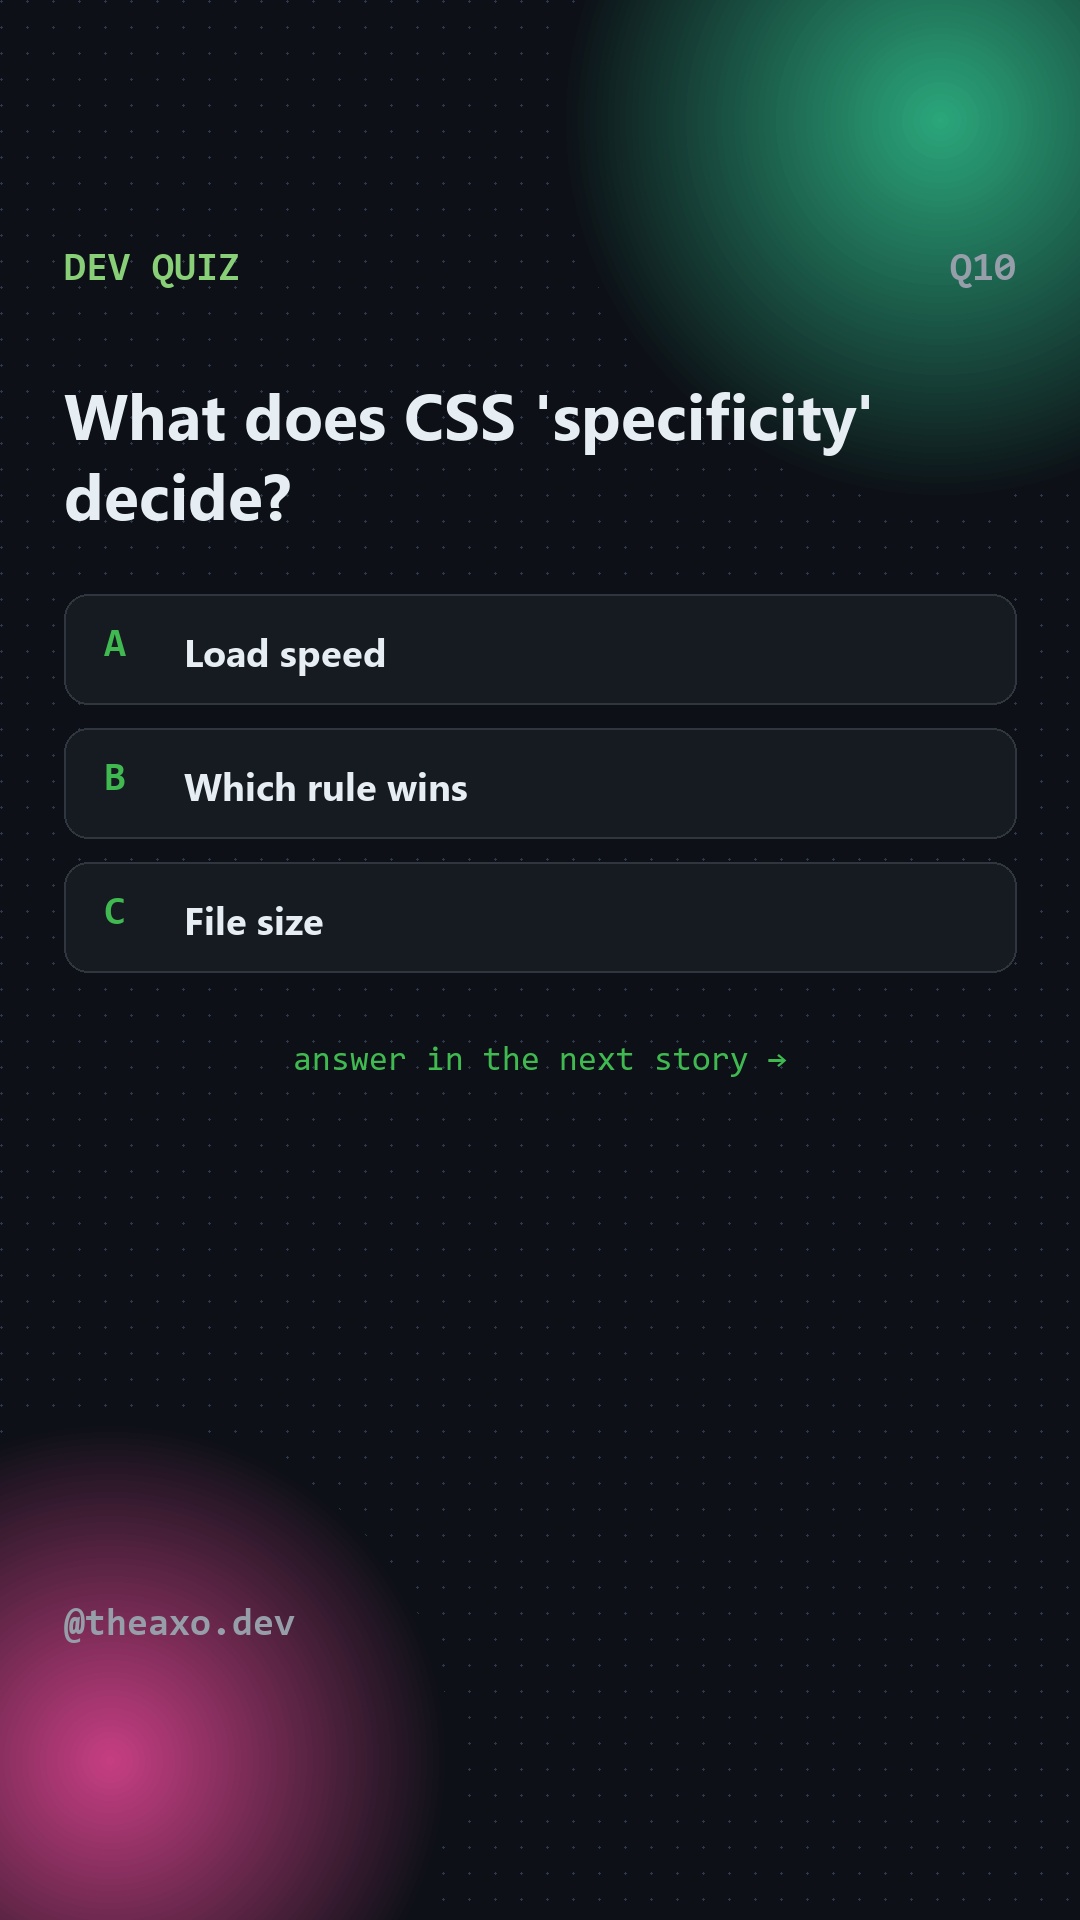 DEV QUIZ
Q10
What does CSS 'specificity'
decide?
A Load speed
B Which rule wins
C File size
answer in the next story →
@theaxo.dev